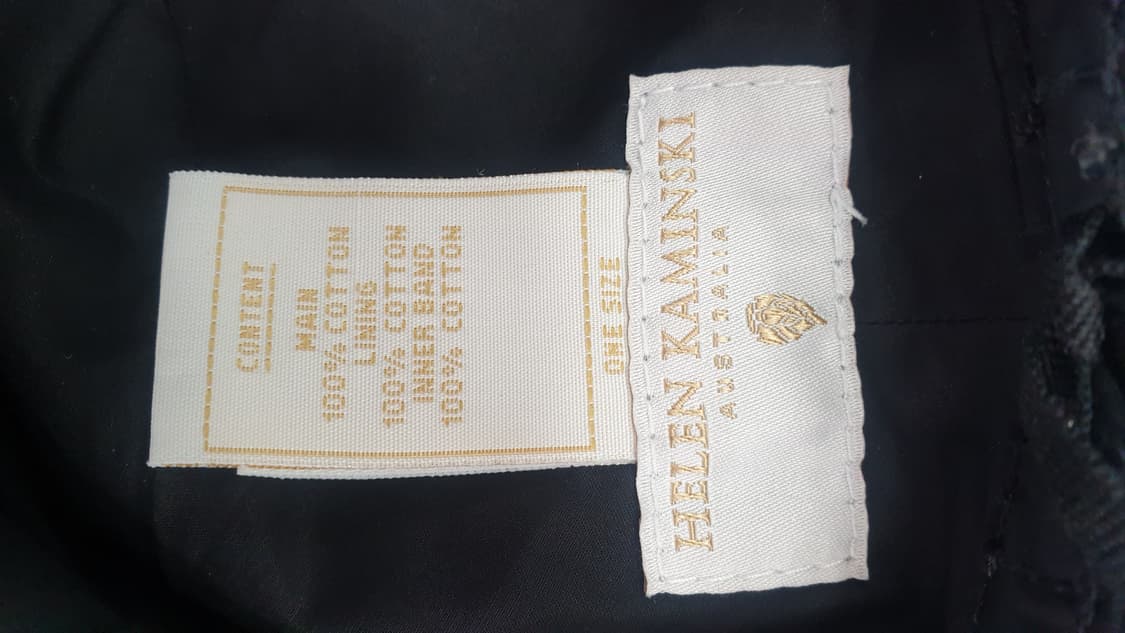 HELEN KAMINSKI
AUSTRALIA
CONTENT
MAIN
100% COTTON
LINING
100% COTTON
INNER BAND
100% COTTON
ONE SIZE